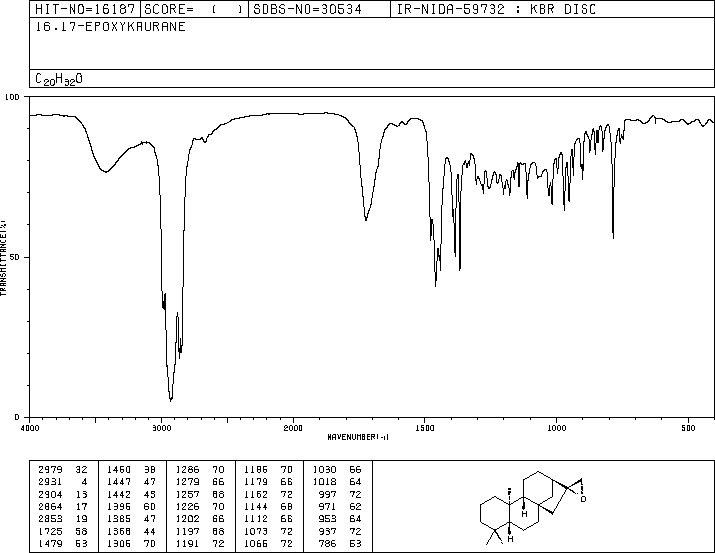 HIT-NO=16187 SCORE= ( ) SDBS-NO=30534 IR-NIDA-59732 : KBR DISC
16.17-EPOXYKAURANE
C20H32O
100
50
0
TRANSMITTANCE(%)
4000 3000 2000 1500 1000 500
WAVENUMBER(-1)
2979 32 1460 38 1286 70 1186 70 1030 66
2931 4 1447 47 1279 66 1179 66 1018 64
2904 13 1442 45 1257 68 1162 72 997 72
2864 17 1396 60 1226 70 1144 68 971 62
2853 19 1385 47 1202 66 1112 66 953 64
1725 58 1368 44 1197 68 1073 72 937 72
1479 53 1306 70 1191 72 1066 72 786 53
H
H
O